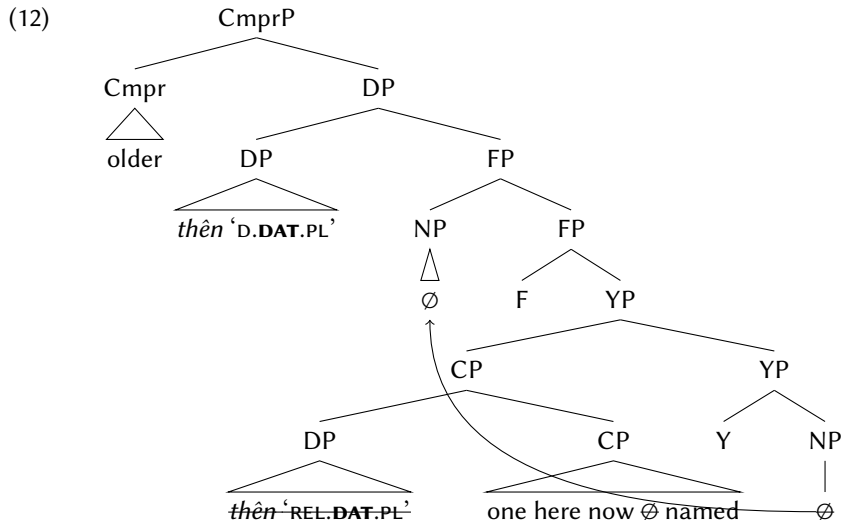 (12) CmprP
Cmpr DP
older DP FP
thên ‘D.DAT.PL’ NP FP
∅ F YP
CP YP
DP CP Y NP
thên ‘REL.DAT.PL’ one here now ∅ named ∅